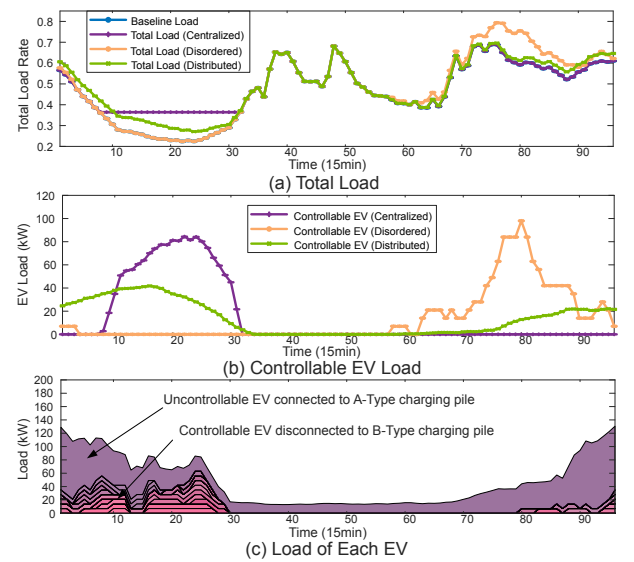 0.8
0.7
0.6
0.5
0.4
0.3
0.2
Total Load Rate
Baseline Load
Total Load (Centralized)
Total Load (Disordered)
Total Load (Distributed)
10 20 30 40 50 60 70 80 90
Time (15min)
(a) Total Load
120
100
80
60
40
20
0
EV Load (kW)
Controllable EV (Centralized)
Controllable EV (Disordered)
Controllable EV (Distributed)
10 20 30 40 50 60 70 80 90
Time (15min)
(b) Controllable EV Load
200
180
160
140
120
100
80
60
40
20
0
Load (kW)
Uncontrollable EV connected to A-Type charging pile
Controllable EV disconnected to B-Type charging pile
10 20 30 40 50 60 70 80 90
Time (15min)
(c) Load of Each EV